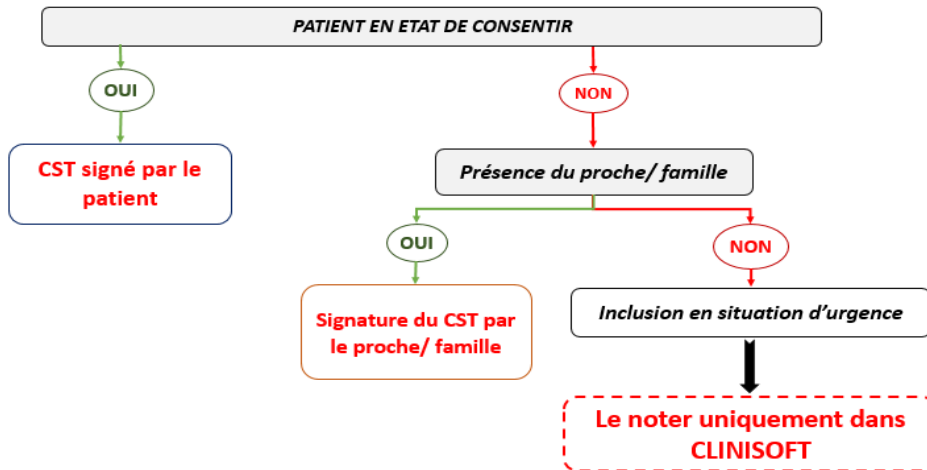 PATIENT EN ETAT DE CONSENTIR
OUI
NON
CST signé par le
patient
Présence du proche/ famille
OUI
NON
Signature du CST par
le proche/ famille
Inclusion en situation d’urgence
Le noter uniquement dans
CLINISOFT